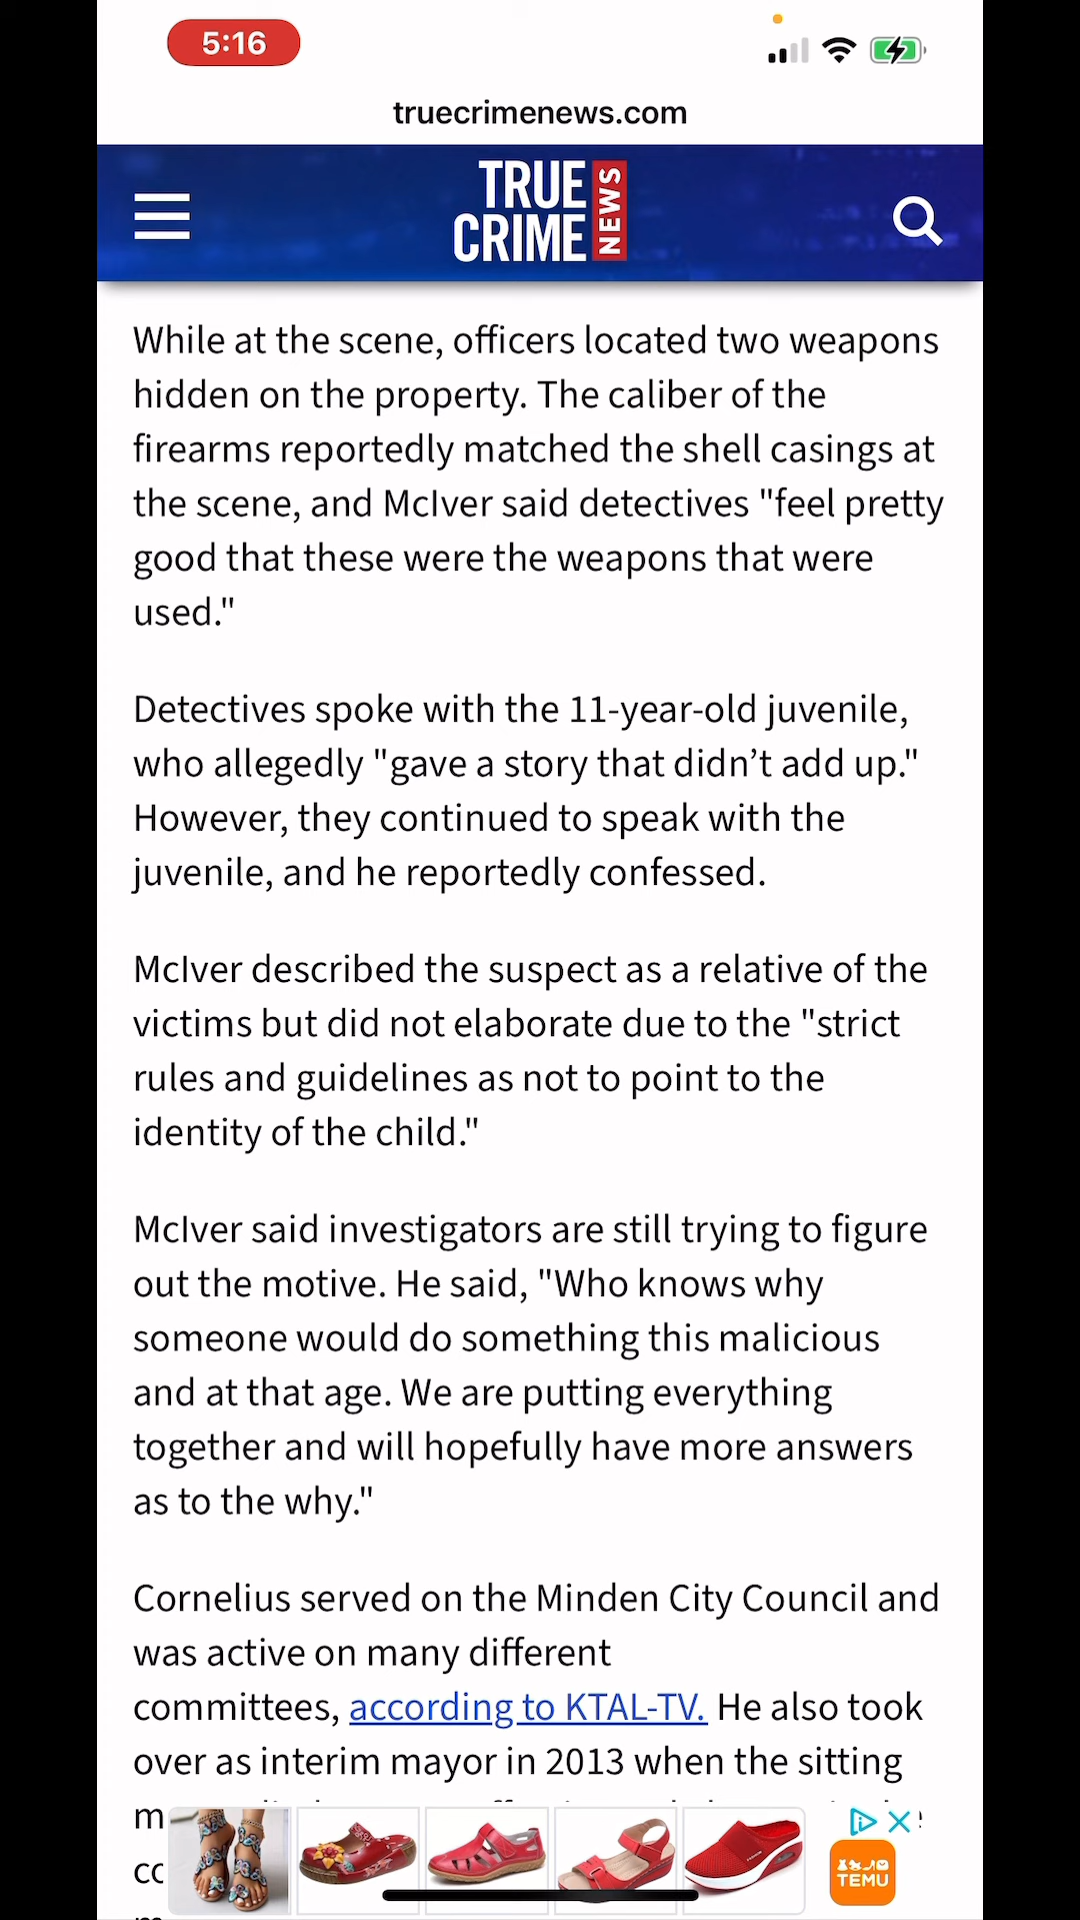 5:16
truecrimenews.com
TRUE
CRIME
NEWS
While at the scene, officers located two weapons
hidden on the property. The caliber of the
firearms reportedly matched the shell casings at
the scene, and McIver said detectives "feel pretty
good that these were the weapons that were
used."
Detectives spoke with the 11-year-old juvenile,
who allegedly "gave a story that didn’t add up."
However, they continued to speak with the
juvenile, and he reportedly confessed.
McIver described the suspect as a relative of the
victims but did not elaborate due to the "strict
rules and guidelines as not to point to the
identity of the child."
McIver said investigators are still trying to figure
out the motive. He said, "Who knows why
someone would do something this malicious
and at that age. We are putting everything
together and will hopefully have more answers
as to the why."
Cornelius served on the Minden City Council and
was active on many different
committees, according to KTAL-TV. He also took
over as interim mayor in 2013 when the sitting
TEMU